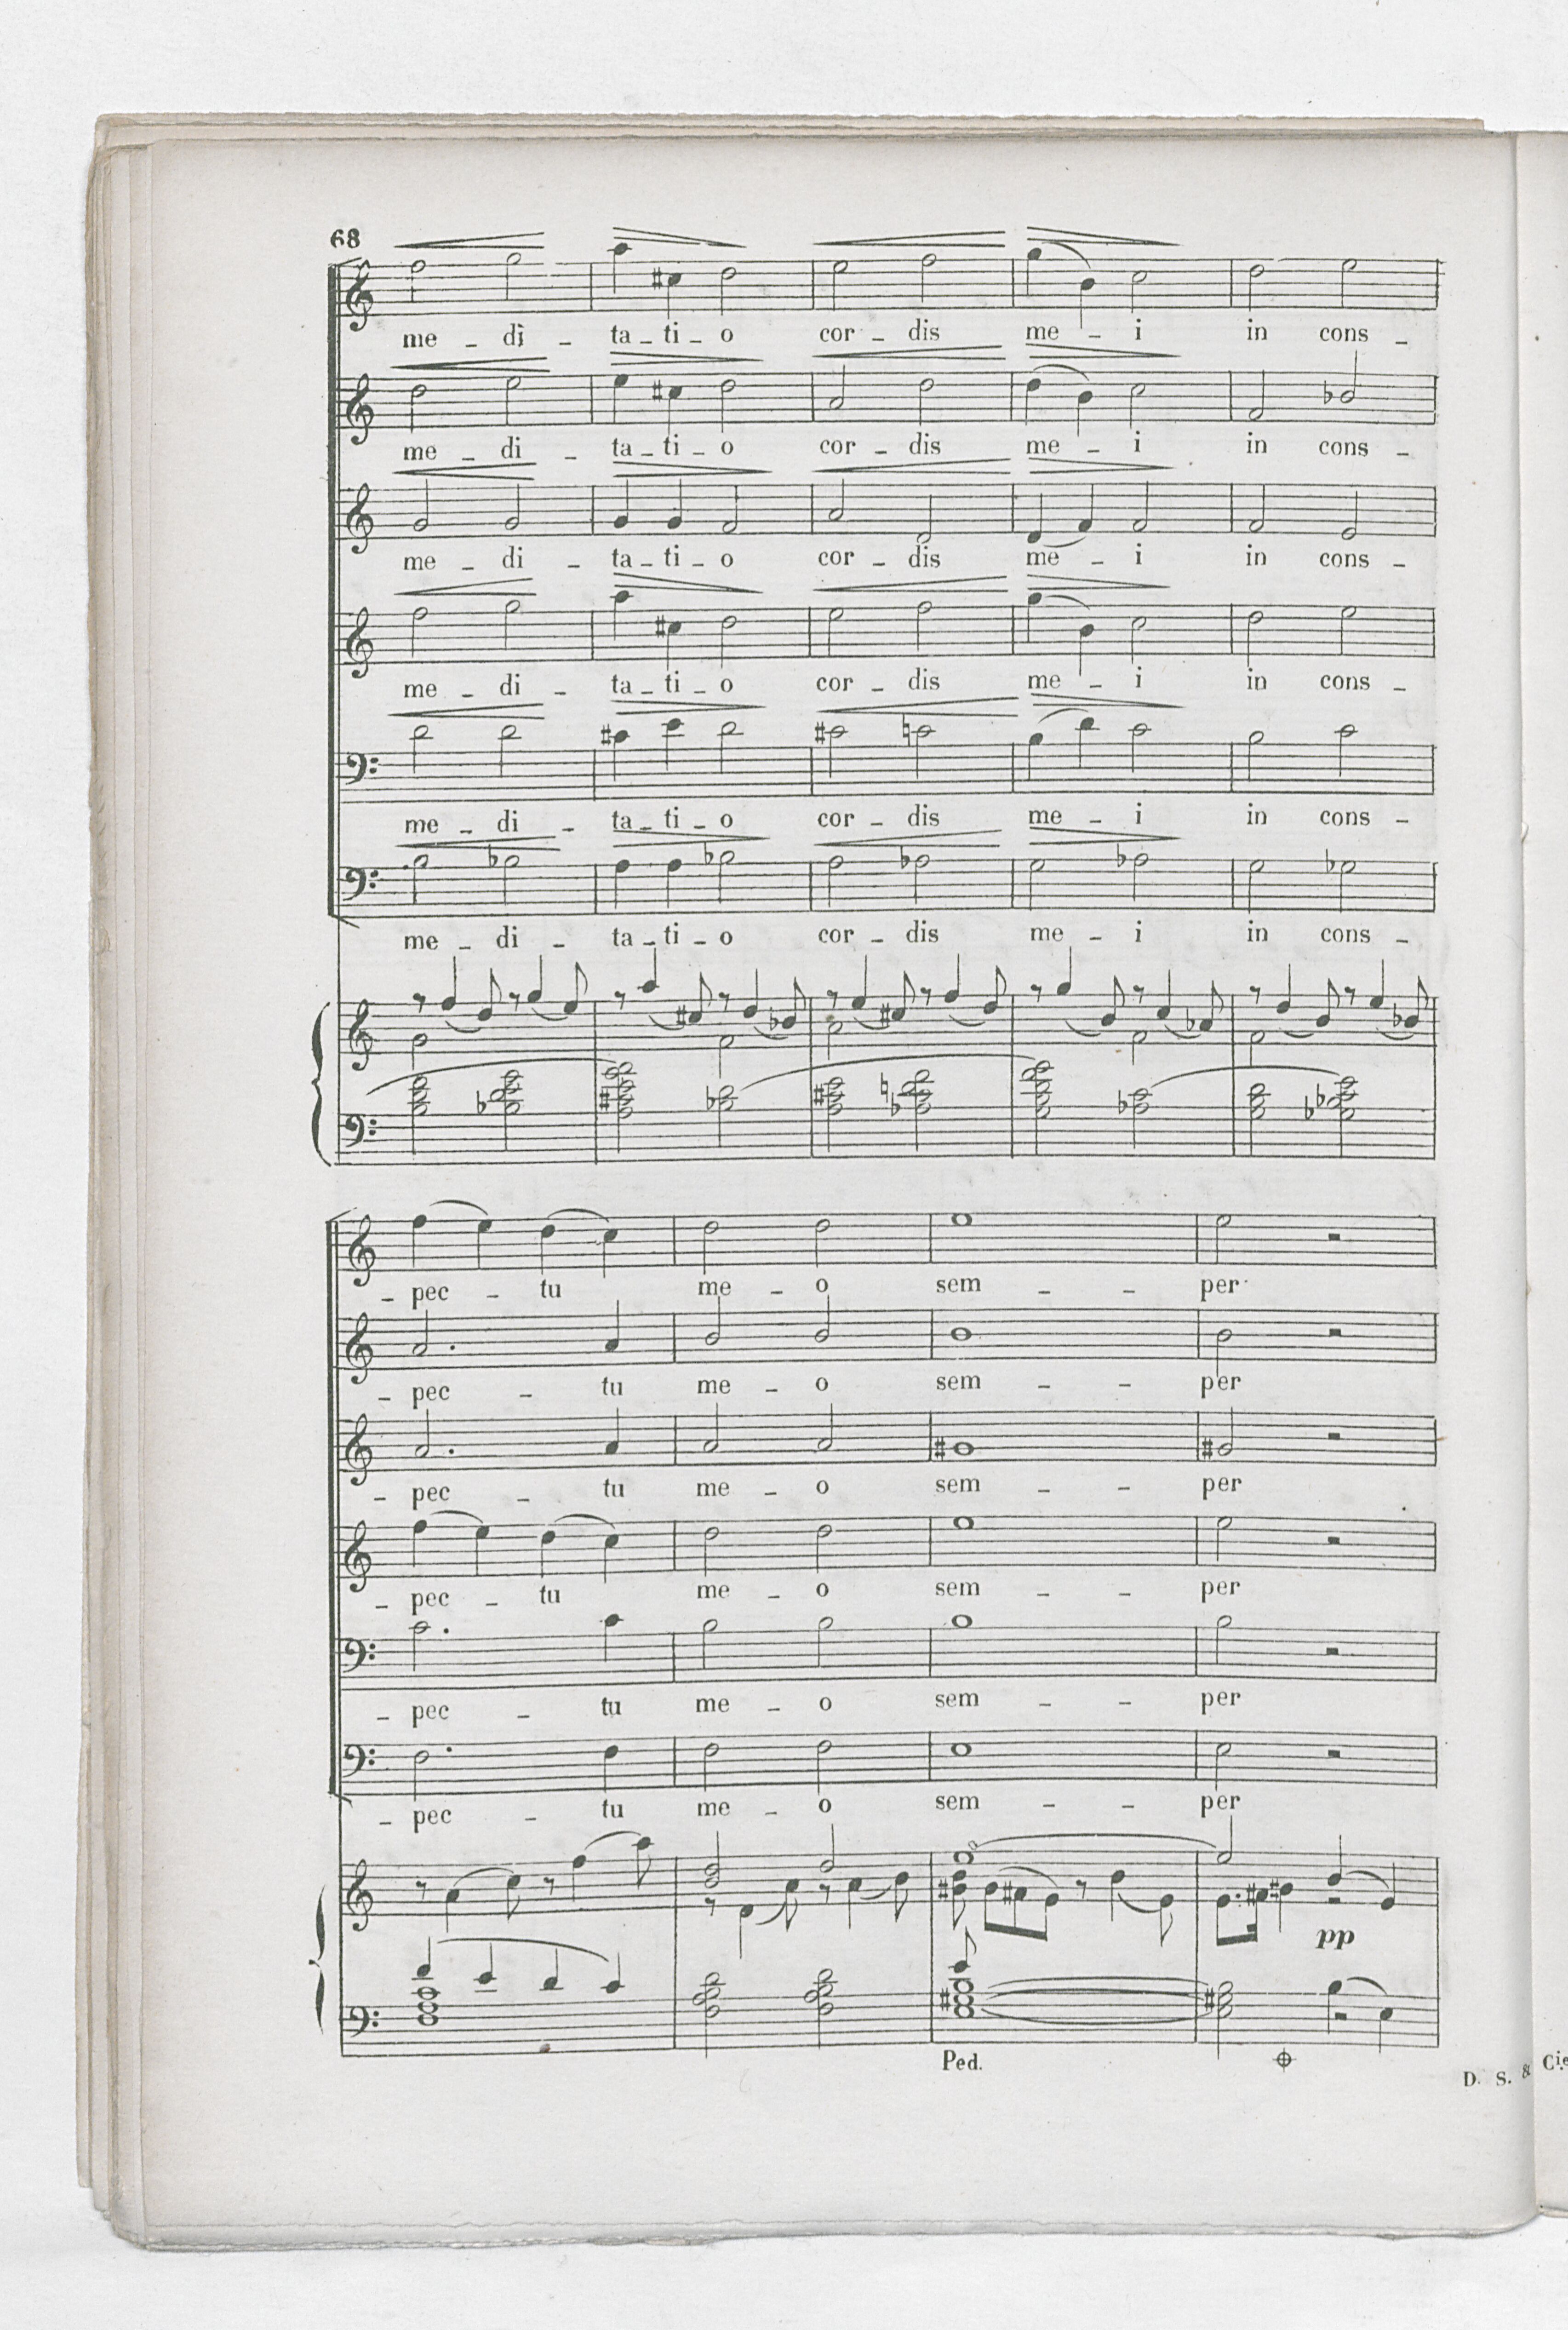 68
me _ di _ ta _ ti _ o cor _ dis me _ i in cons _
me _ di _ ta _ ti _ o cor _ dis me _ i in cons _
me _ di _ ta _ ti _ o cor _ dis me _ i in cons _
me _ di _ ta _ ti _ o cor _ dis me _ i in cons _
me _ di _ ta _ ti _ o cor _ dis me _ i in cons _
me _ di _ ta _ ti _ o cor _ dis me _ i in cons _
_ pec _ tu me _ o sem _ _ per
_ pec _ tu me _ o sem _ _ per
_ pec _ tu me _ o sem _ _ per
_ pec _ tu me _ o sem _ _ per
_ pec _ tu me _ o sem _ _ per
_ pec _ tu me _ o sem _ _ per
pp
Ped.
D. S. & Cie